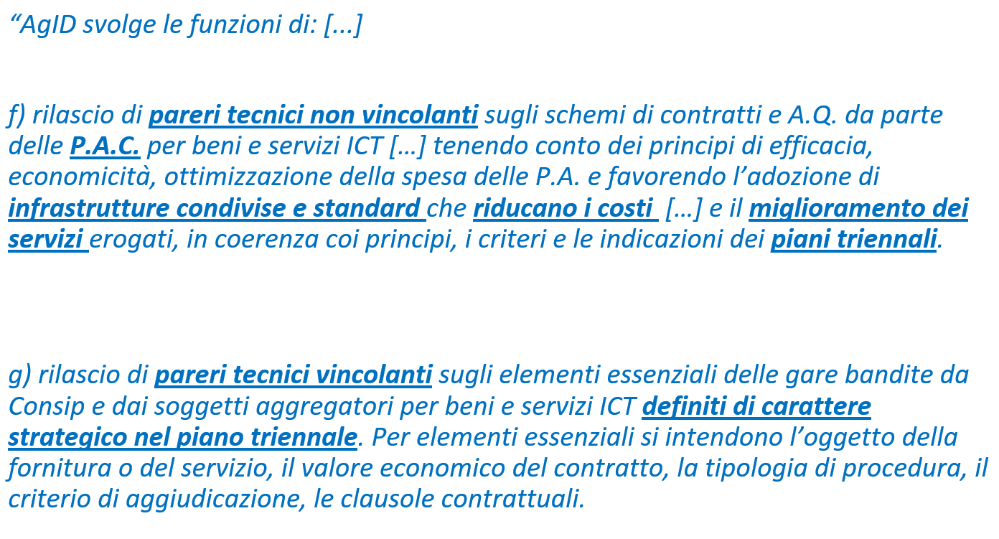 “AgID svolge le funzioni di: [...]
f) rilascio di pareri tecnici non vincolanti sugli schemi di contratti e A.Q. da parte
delle P.A.C. per beni e servizi ICT [...] tenendo conto dei principi di efficacia,
economicità, ottimizzazione della spesa delle P.A. e favorendo l’adozione di
infrastrutture condivise e standard che riducano i costi [...] e il miglioramento dei
servizi erogati, in coerenza coi principi, i criteri e le indicazioni dei piani triennali.
g) rilascio di pareri tecnici vincolanti sugli elementi essenziali delle gare bandite da
Consip e dai soggetti aggregatori per beni e servizi ICT definiti di carattere
strategico nel piano triennale. Per elementi essenziali si intendono l’oggetto della
fornitura o del servizio, il valore economico del contratto, la tipologia di procedura, il
criterio di aggiudicazione, le clausole contrattuali.